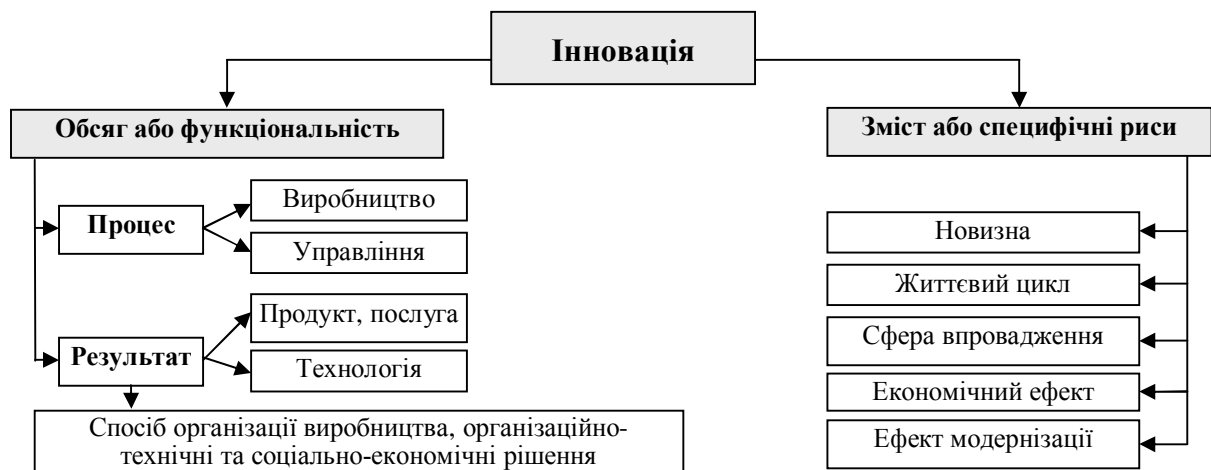 Інновація
Обсяг або функціональність
Процес
Виробництво
Управління
Результат
Продукт, послуга
Технологія
Спосіб організації виробництва, організаційно-
технічні та соціально-економічні рішення
Зміст або специфічні риси
Новизна
Життєвий цикл
Сфера впровадження
Економічний ефект
Ефект модернізації